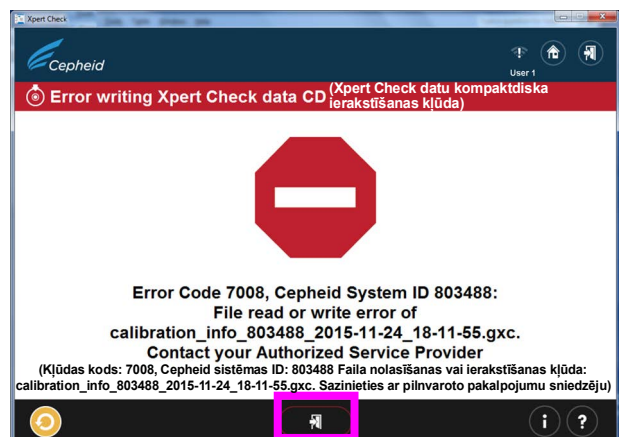 Xpert Check
Cepheid
User 1
Error writing Xpert Check data CD (Xpert Check datu kompaktdiska
ierakstīšanas kļūda)
Error Code 7008, Cepheid System ID 803488:
File read or write error of
calibration_info_803488_2015-11-24_18-11-55.gxc.
Contact your Authorized Service Provider
(Kļūdas kods: 7008, Cepheid sistēmas ID: 803488 Faila nolasīšanas vai ierakstīšanas kļūda:
calibration_info_803488_2015-11-24_18-11-55.gxc. Sazinieties ar pilnvaroto pakalpojumu sniedzēju)
i ?